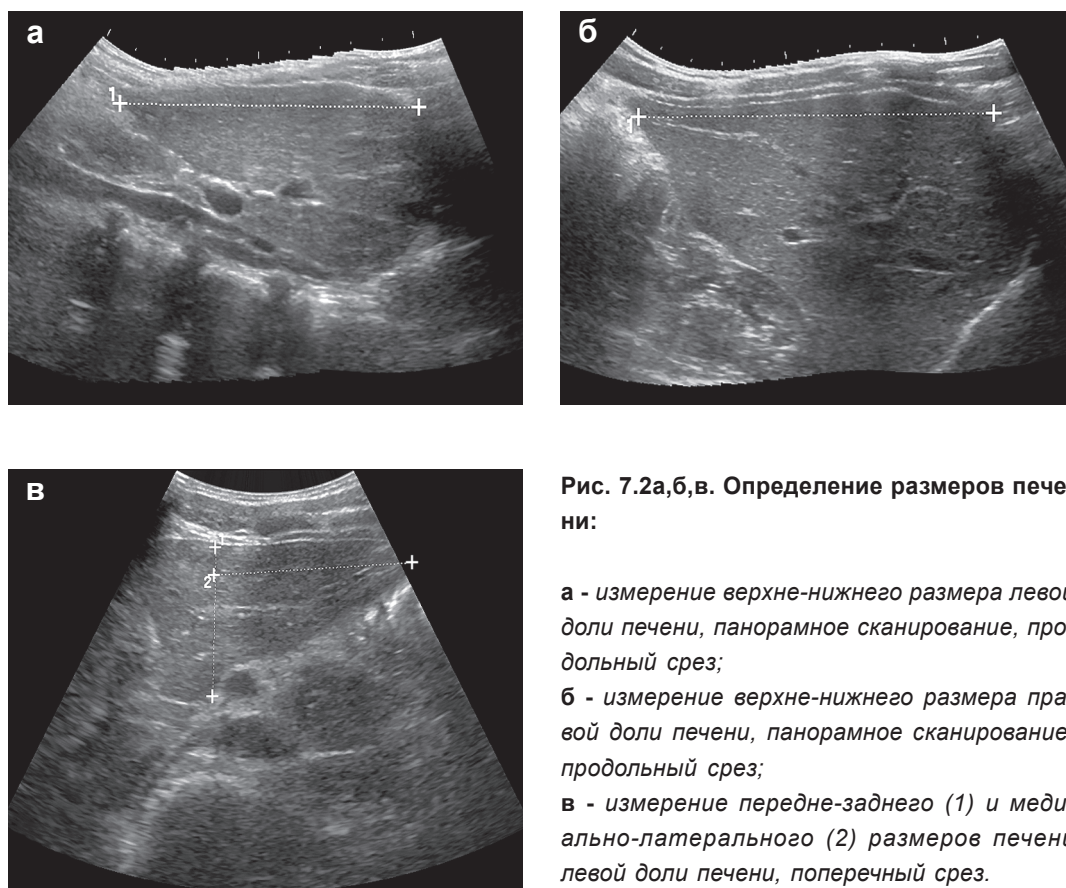 а
1
б
1
в
1
2
Рис. 7.2а,б,в. Определение размеров пече
ни:
а - измерение верхне-нижнего размера левой
доли печени, панорамное сканирование, про
дольный срез;
б - измерение верхне-нижнего размера пра
вой доли печени, панорамное сканирование
продольный срез;
в - измерение передне-заднего (1) и меди
ально-латерального (2) размеров печени
левой доли печени, поперечный срез.